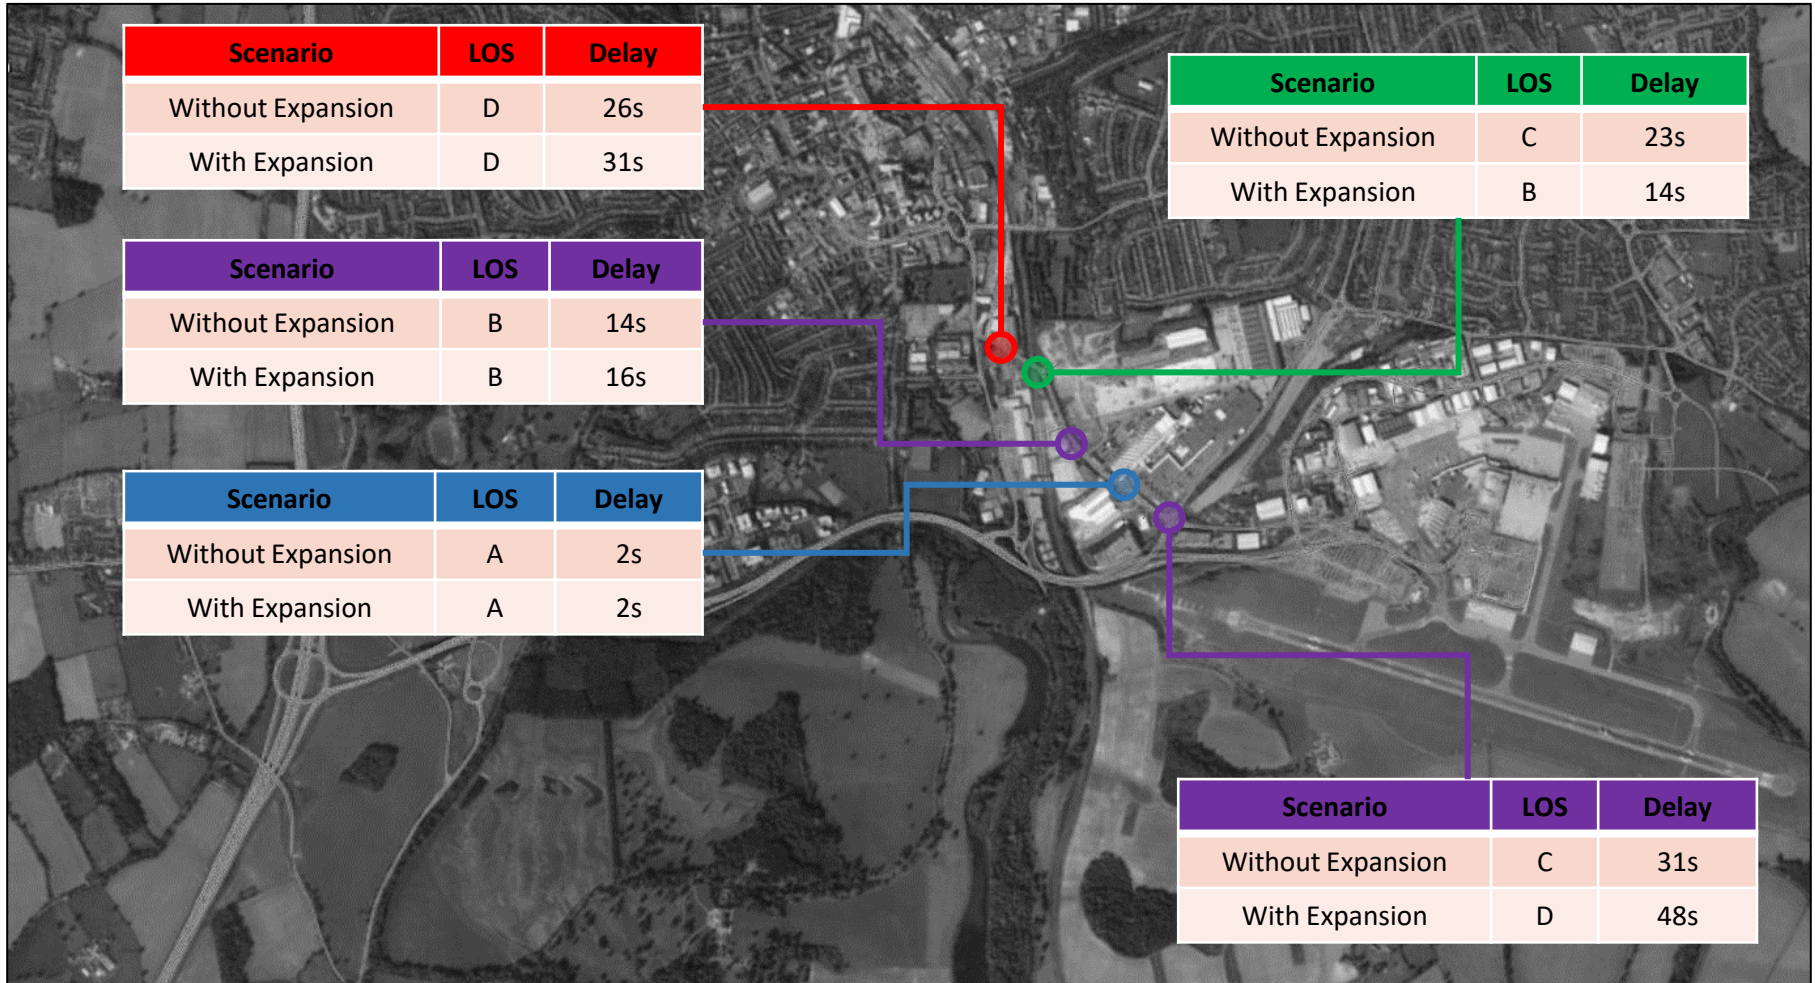 Scenario LOS Delay
Without Expansion D 26s
With Expansion D 31s
Scenario LOS Delay
Without Expansion C 23s
With Expansion B 14s
Scenario LOS Delay
Without Expansion B 14s
With Expansion B 16s
Scenario LOS Delay
Without Expansion A 2s
With Expansion A 2s
Scenario LOS Delay
Without Expansion C 31s
With Expansion D 48s